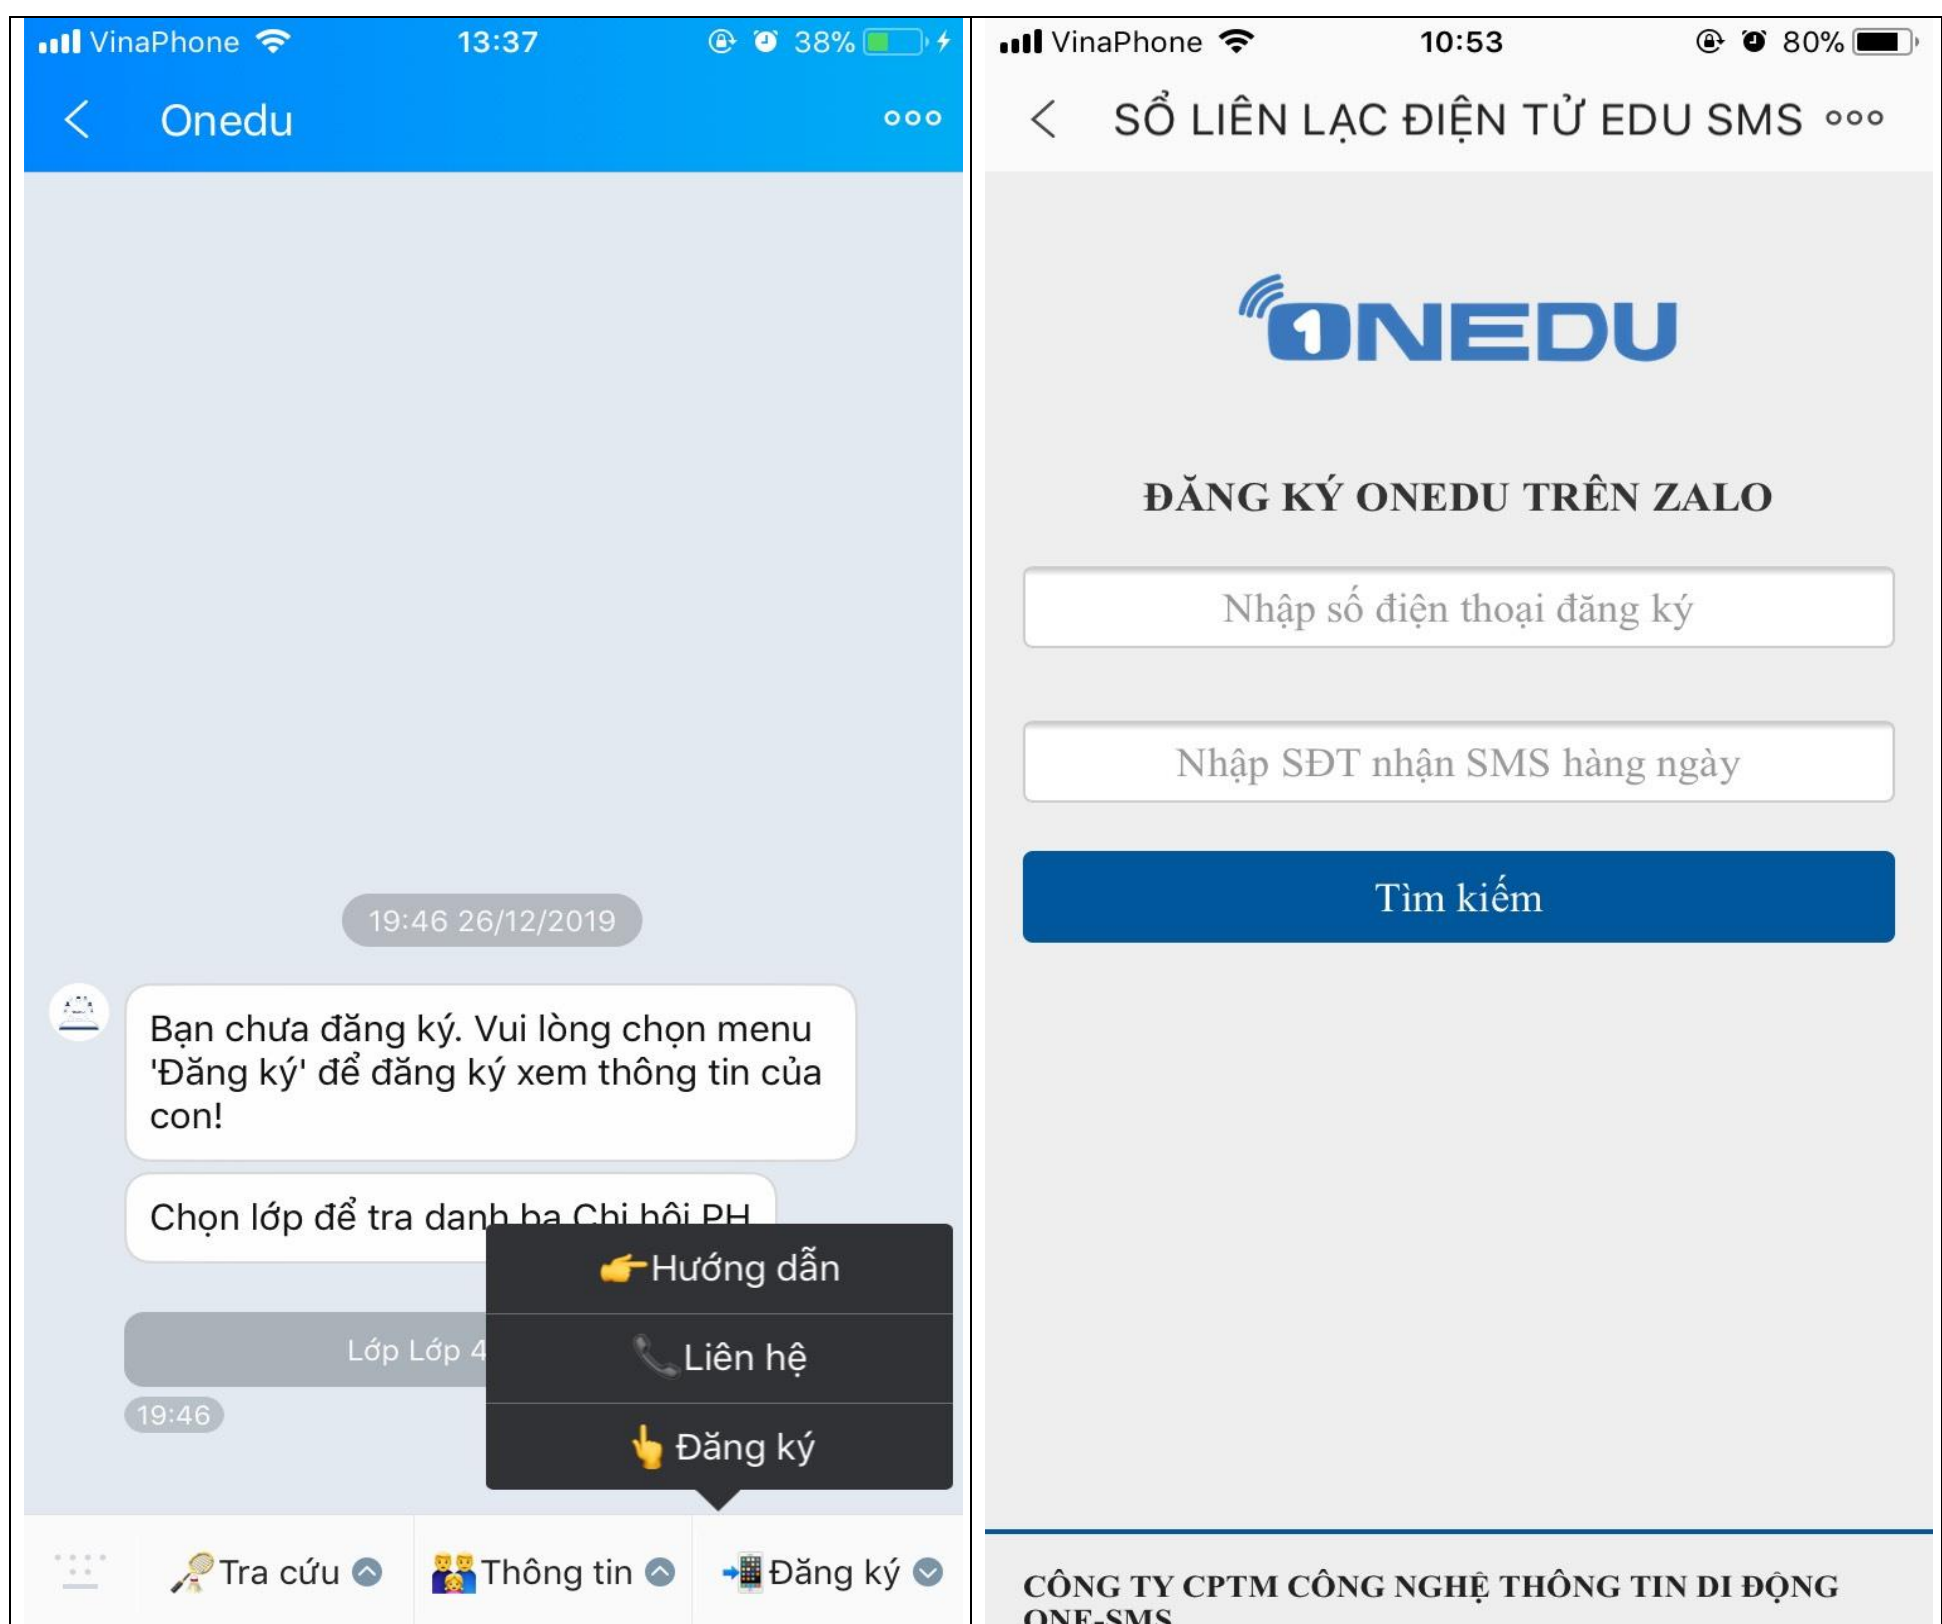 VinaPhone 13:37 38%
Onedu
19:46 26/12/2019
Bạn chưa đăng ký. Vui lòng chọn menu
'Đăng ký' để đăng ký xem thông tin của
con!
Chọn lớp để tra danh bạ Chi hội PH
Lớp Lớp 4
19:46
Hướng dẫn
Liên hệ
Đăng ký
Tra cứu
Thông tin
Đăng ký
VinaPhone 10:53 80%
SỔ LIÊN LẠC ĐIỆN TỬ EDU SMS
1NEDU
ĐĂNG KÝ ONEDU TRÊN ZALO
Nhập số điện thoại đăng ký
Nhập SĐT nhận SMS hàng ngày
Tìm kiếm
CÔNG TY CPTM CÔNG NGHỆ THÔNG TIN DI ĐỘNG
ONE-SMS